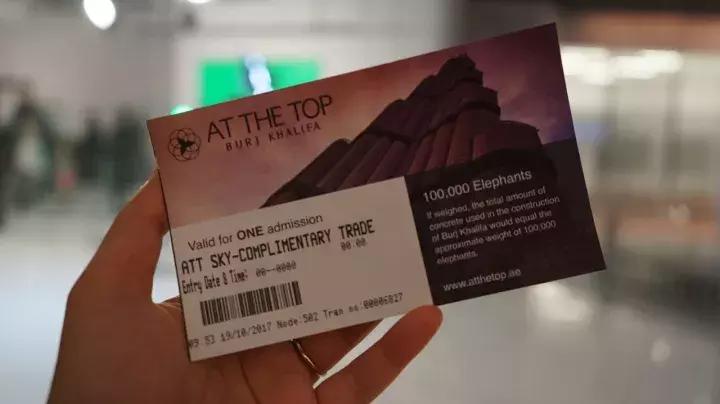 AT THE TOP
BURJ KHALIFA
Valid for ONE admission
ATT SKY-COMPLIMENTARY TRADE
00.00
Entry Date & Time: 00--0000
09.53 19/10/2017 Node:502 Tran no:00006827
100,000 Elephants
If weighed, the total amount of
concrete used in the construction
of Burj Khalifa would equal the
approximate weight of 100,000
elephants.
www.atthetop.ae